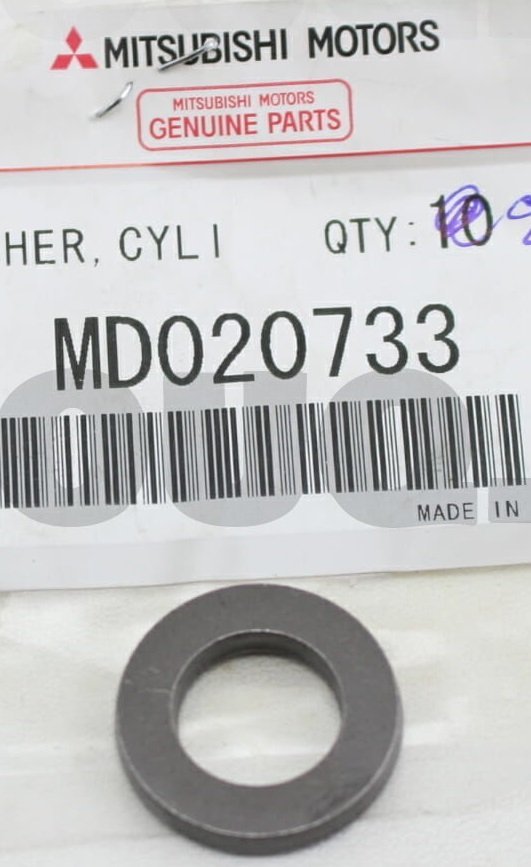 MITSUBISHI MOTORS
MITSUBISHI MOTORS
GENUINE PARTS
HER, CYLI QTY: 10
MD020733
MADE IN